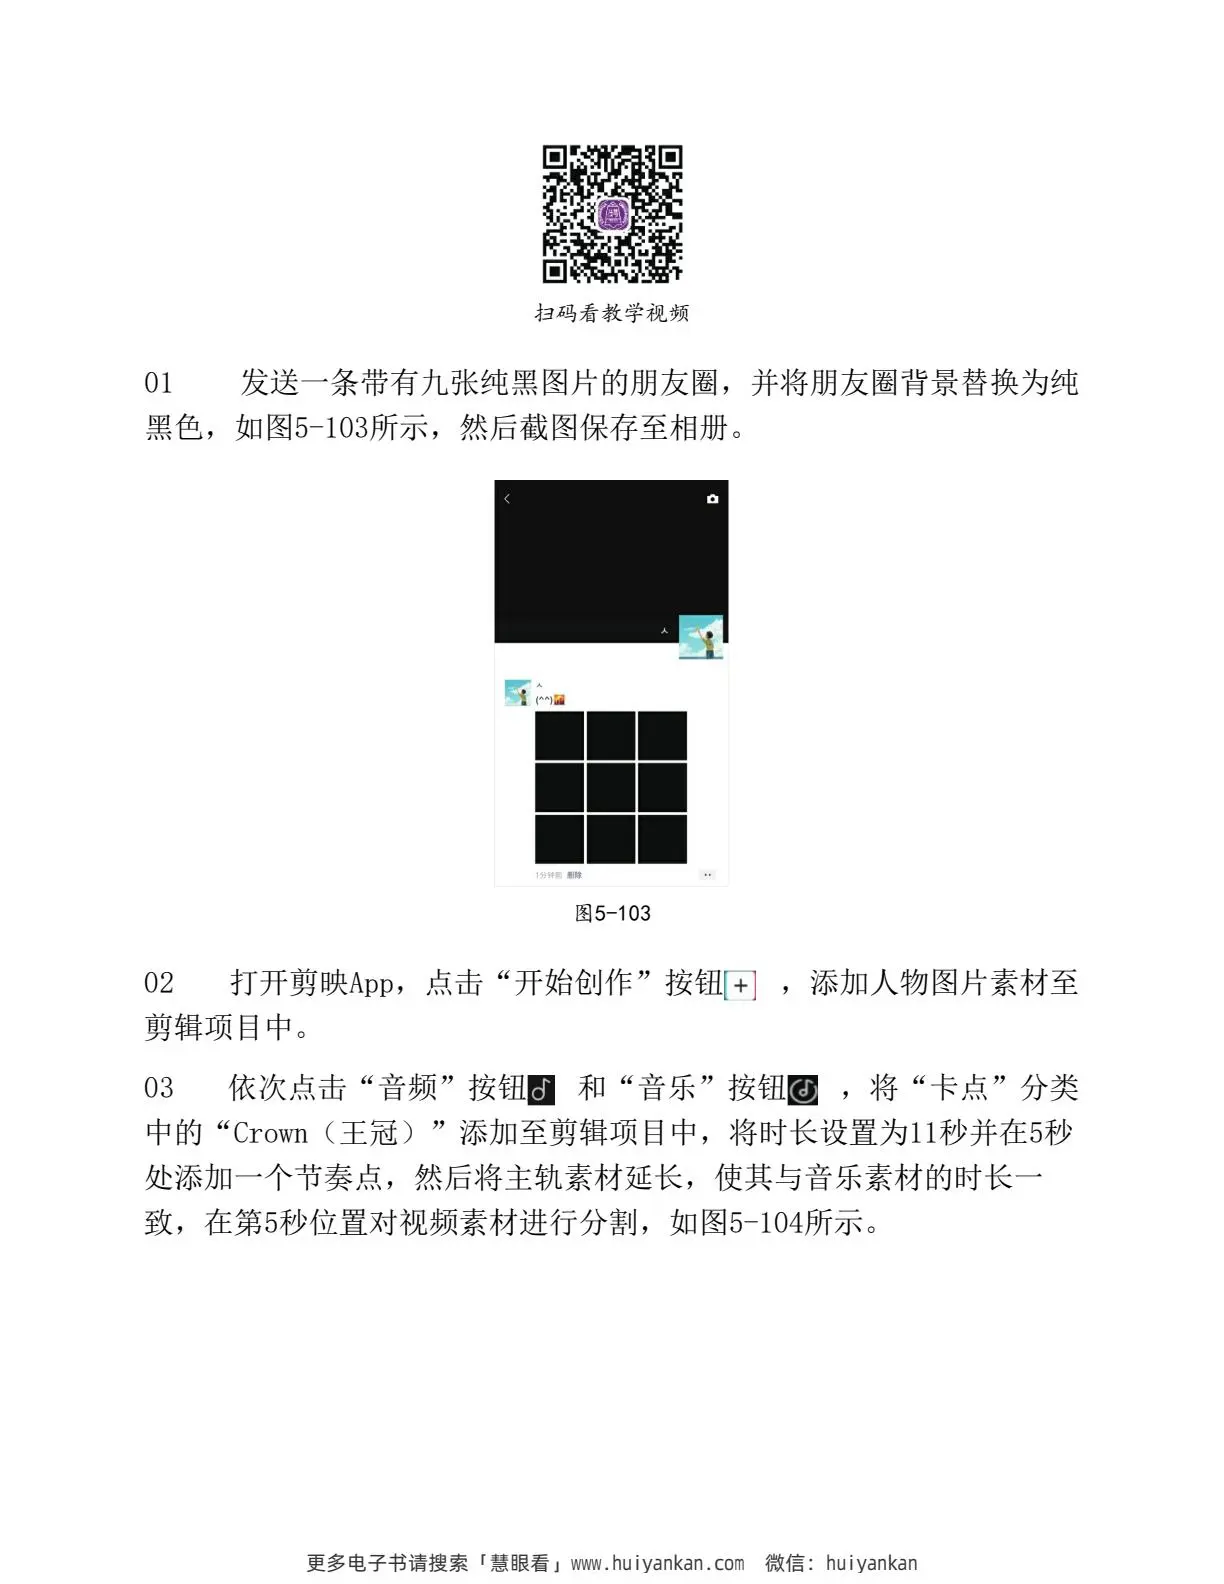 扫码看教学视频
01 发送一条带有九张纯黑图片的朋友圈，并将朋友圈背景替换为纯
黑色，如图5-103所示，然后截图保存至相册。
人
人
(^^)
1分钟前 删除
图5-103
02 打开剪映App，点击“开始创作”按钮 ，添加人物图片素材至
剪辑项目中。
03 依次点击“音频”按钮 和“音乐”按钮 ，将“卡点”分类
中的“Crown（王冠）”添加至剪辑项目中，将时长设置为11秒并在5秒
处添加一个节奏点，然后将主轨素材延长，使其与音乐素材的时长一
致，在第5秒位置对视频素材进行分割，如图5-104所示。
更多电子书请搜索「慧眼看」www.huiyankan.com 微信：huiyankan